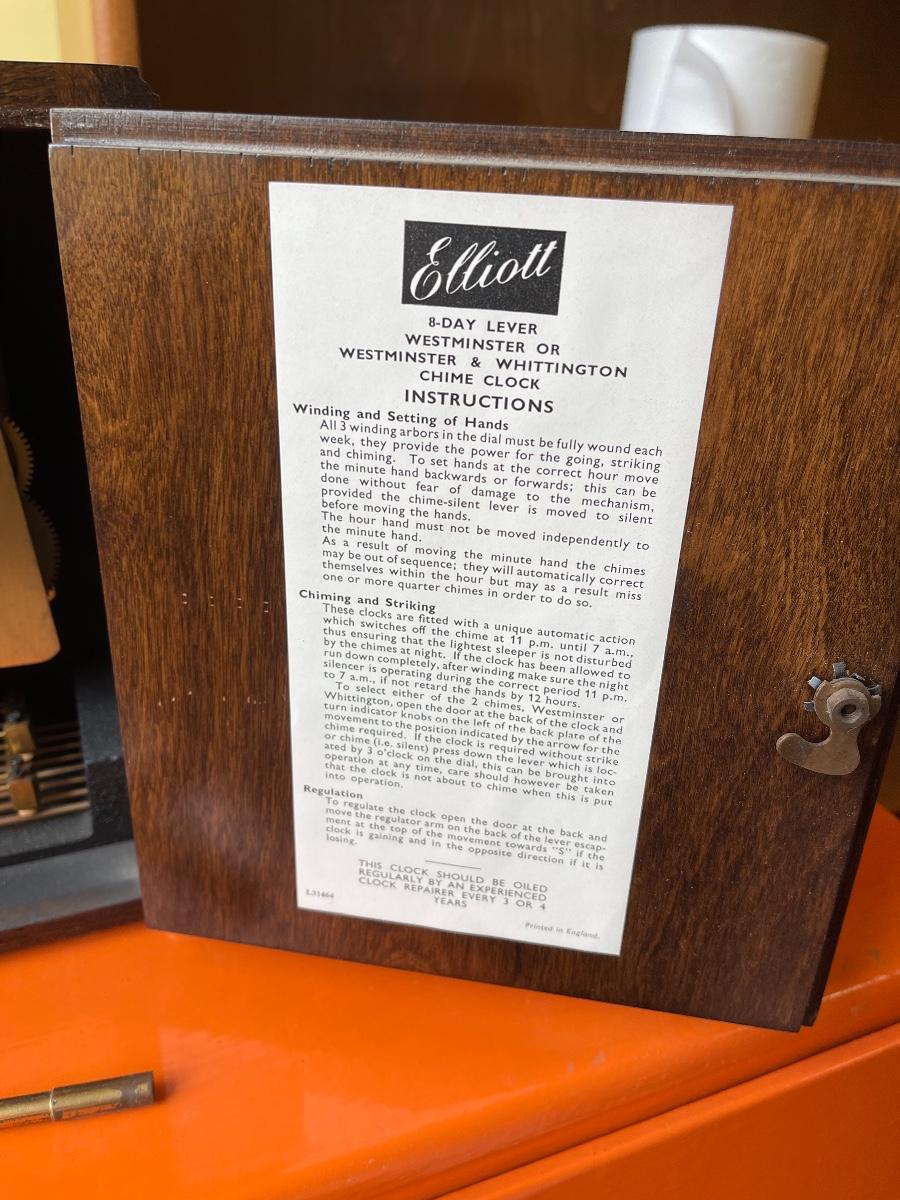 Elliott
8-DAY LEVER
WESTMINSTER OR
WESTMINSTER & WHITTINGTON
CHIME CLOCK
INSTRUCTIONS
Winding and Setting of Hands
All 3 winding arbors in the dial must be fully wound each
week, they provide the power for the going, striking
and chiming. To set hands at the correct hour move
the minute hand backwards or forwards; this can be
done without fear of damage to the mechanism,
provided the chime-silent lever is moved to silent
before moving the hands.
The hour hand must not be moved independently to
the minute hand.
As a result of moving the minute hand the chimes
may be out of sequence; they will automatically correct
themselves within the hour but may as a result miss
one or more quarter chimes in order to do so.
Chiming and Striking
These clocks are fitted with a unique automatic action
which switches off the chime at 11 p.m. until 7 a.m.,
thus ensuring that the lightest sleeper is not disturbed
by the chimes at night. If the clock has been allowed to
run down completely, after winding make sure the night
silencer is operating during the correct period 11 p.m.
to 7 a.m., if not retard the hands by 12 hours.
To select either of the 2 chimes, Westminster or
Whittington, open the door at the back of the clock and
turn indicator knobs on the left of the back plate of the
movement to the position indicated by the arrow for the
chime required. If the clock is required without strike
or chime (i.e. silent) press down the lever which is loc-
ated by 3 o'clock on the dial, this can be brought into
operation at any time, care should however be taken
that the clock is not about to chime when this is put
into operation.
Regulation
To regulate the clock open the door at the back and
move the regulator arm on the back of the lever escap-
ment at the top of the movement towards "S" if the
clock is gaining and in the opposite direction if it is
losing.
THIS CLOCK SHOULD BE OILED
REGULARLY BY AN EXPERIENCED
CLOCK REPAIRER EVERY 3 OR 4
YEARS
L31464
Printed in England.